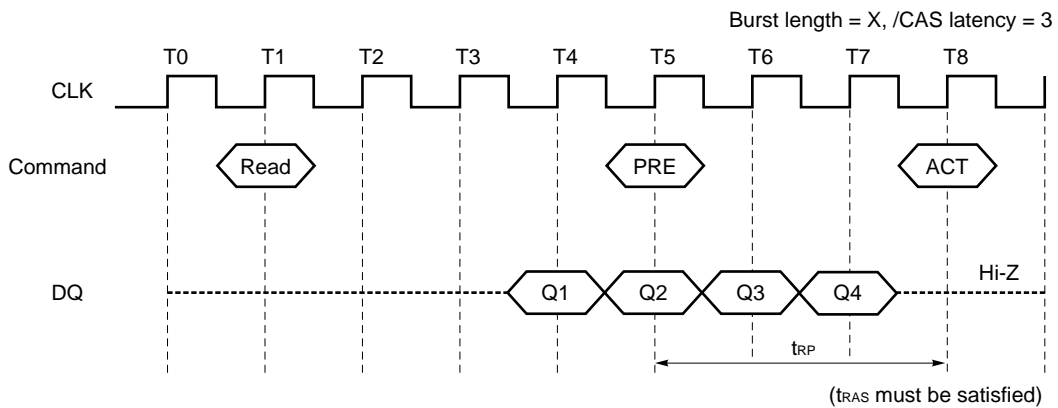 Burst length = X, /CAS latency = 3
T0 T1 T2 T3 T4 T5 T6 T7 T8
CLK
Command Read PRE ACT
Hi-Z
DQ Q1 Q2 Q3 Q4
tRP
(tRAS must be satisfied)